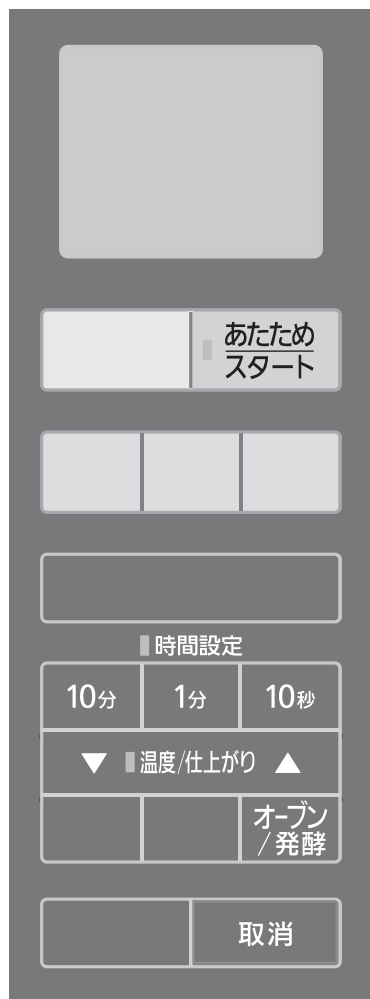 あたため
スタート
時間設定
10分 1分 10秒
▼ 温度/仕上がり ▲
オーブン
/発酵
取消